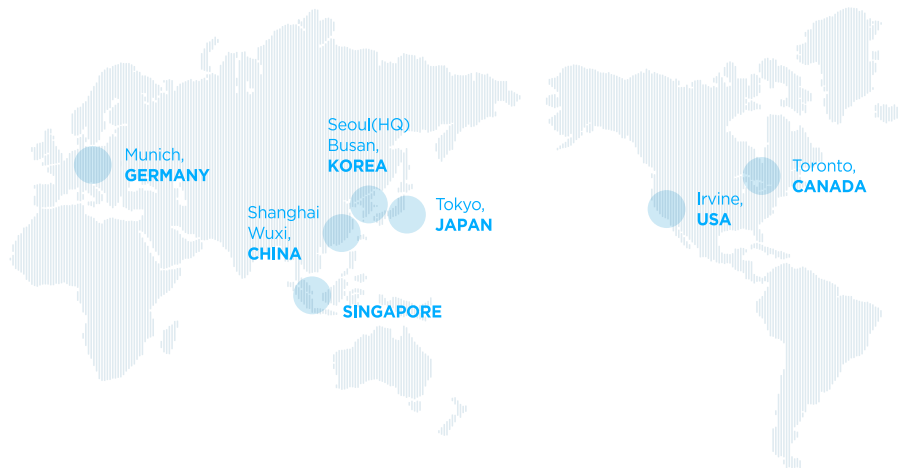 Munich,
GERMANY
Seoul(HQ)
Busan,
KOREA
Shanghai
Wuxi,
CHINA
Tokyo,
JAPAN
SINGAPORE
Irvine,
USA
Toronto,
CANADA